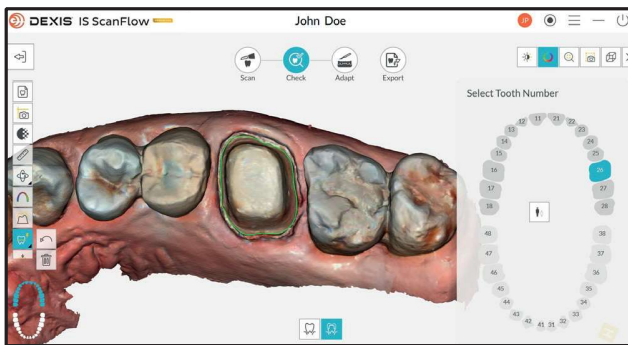 DEXIS IS ScanFlow
John Doe
JP
Scan
Check
Adapt
Export
Select Tooth Number
12 11 21 22
13 23
14 24
15 25
16 26
17 27
18 28
48 38
47 37
46 36
45 35
44 34
43 33
42 41 31 32